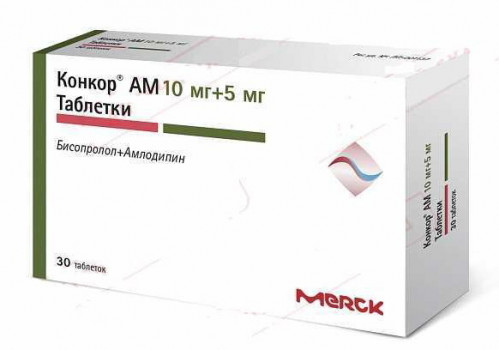 Конкор® АМ 10 мг+5 мг
Таблетки
Бисопролол+Амлодипин
30 таблеток
MERCK
Конкор® АМ 10 мг+5 мг
Таблетки
30 таблеток